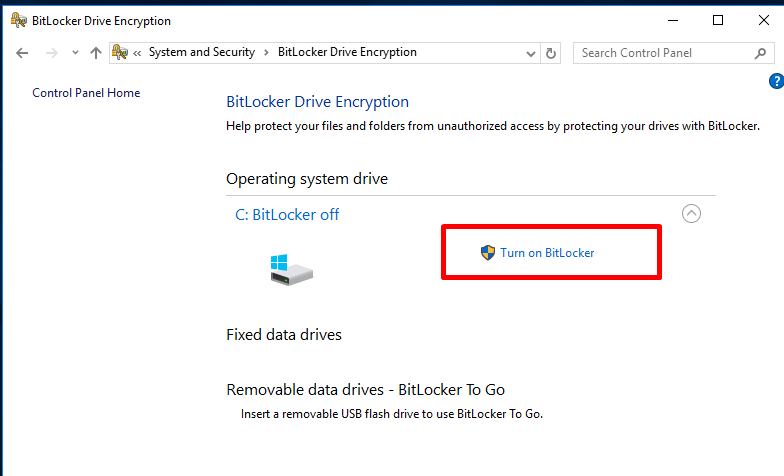 BitLocker Drive Encryption
« System and Security > BitLocker Drive Encryption
Search Control Panel
?
Control Panel Home
BitLocker Drive Encryption
Help protect your files and folders from unauthorized access by protecting your drives with BitLocker.
Operating system drive
C: BitLocker off
Turn on BitLocker
Fixed data drives
Removable data drives - BitLocker To Go
Insert a removable USB flash drive to use BitLocker To Go.